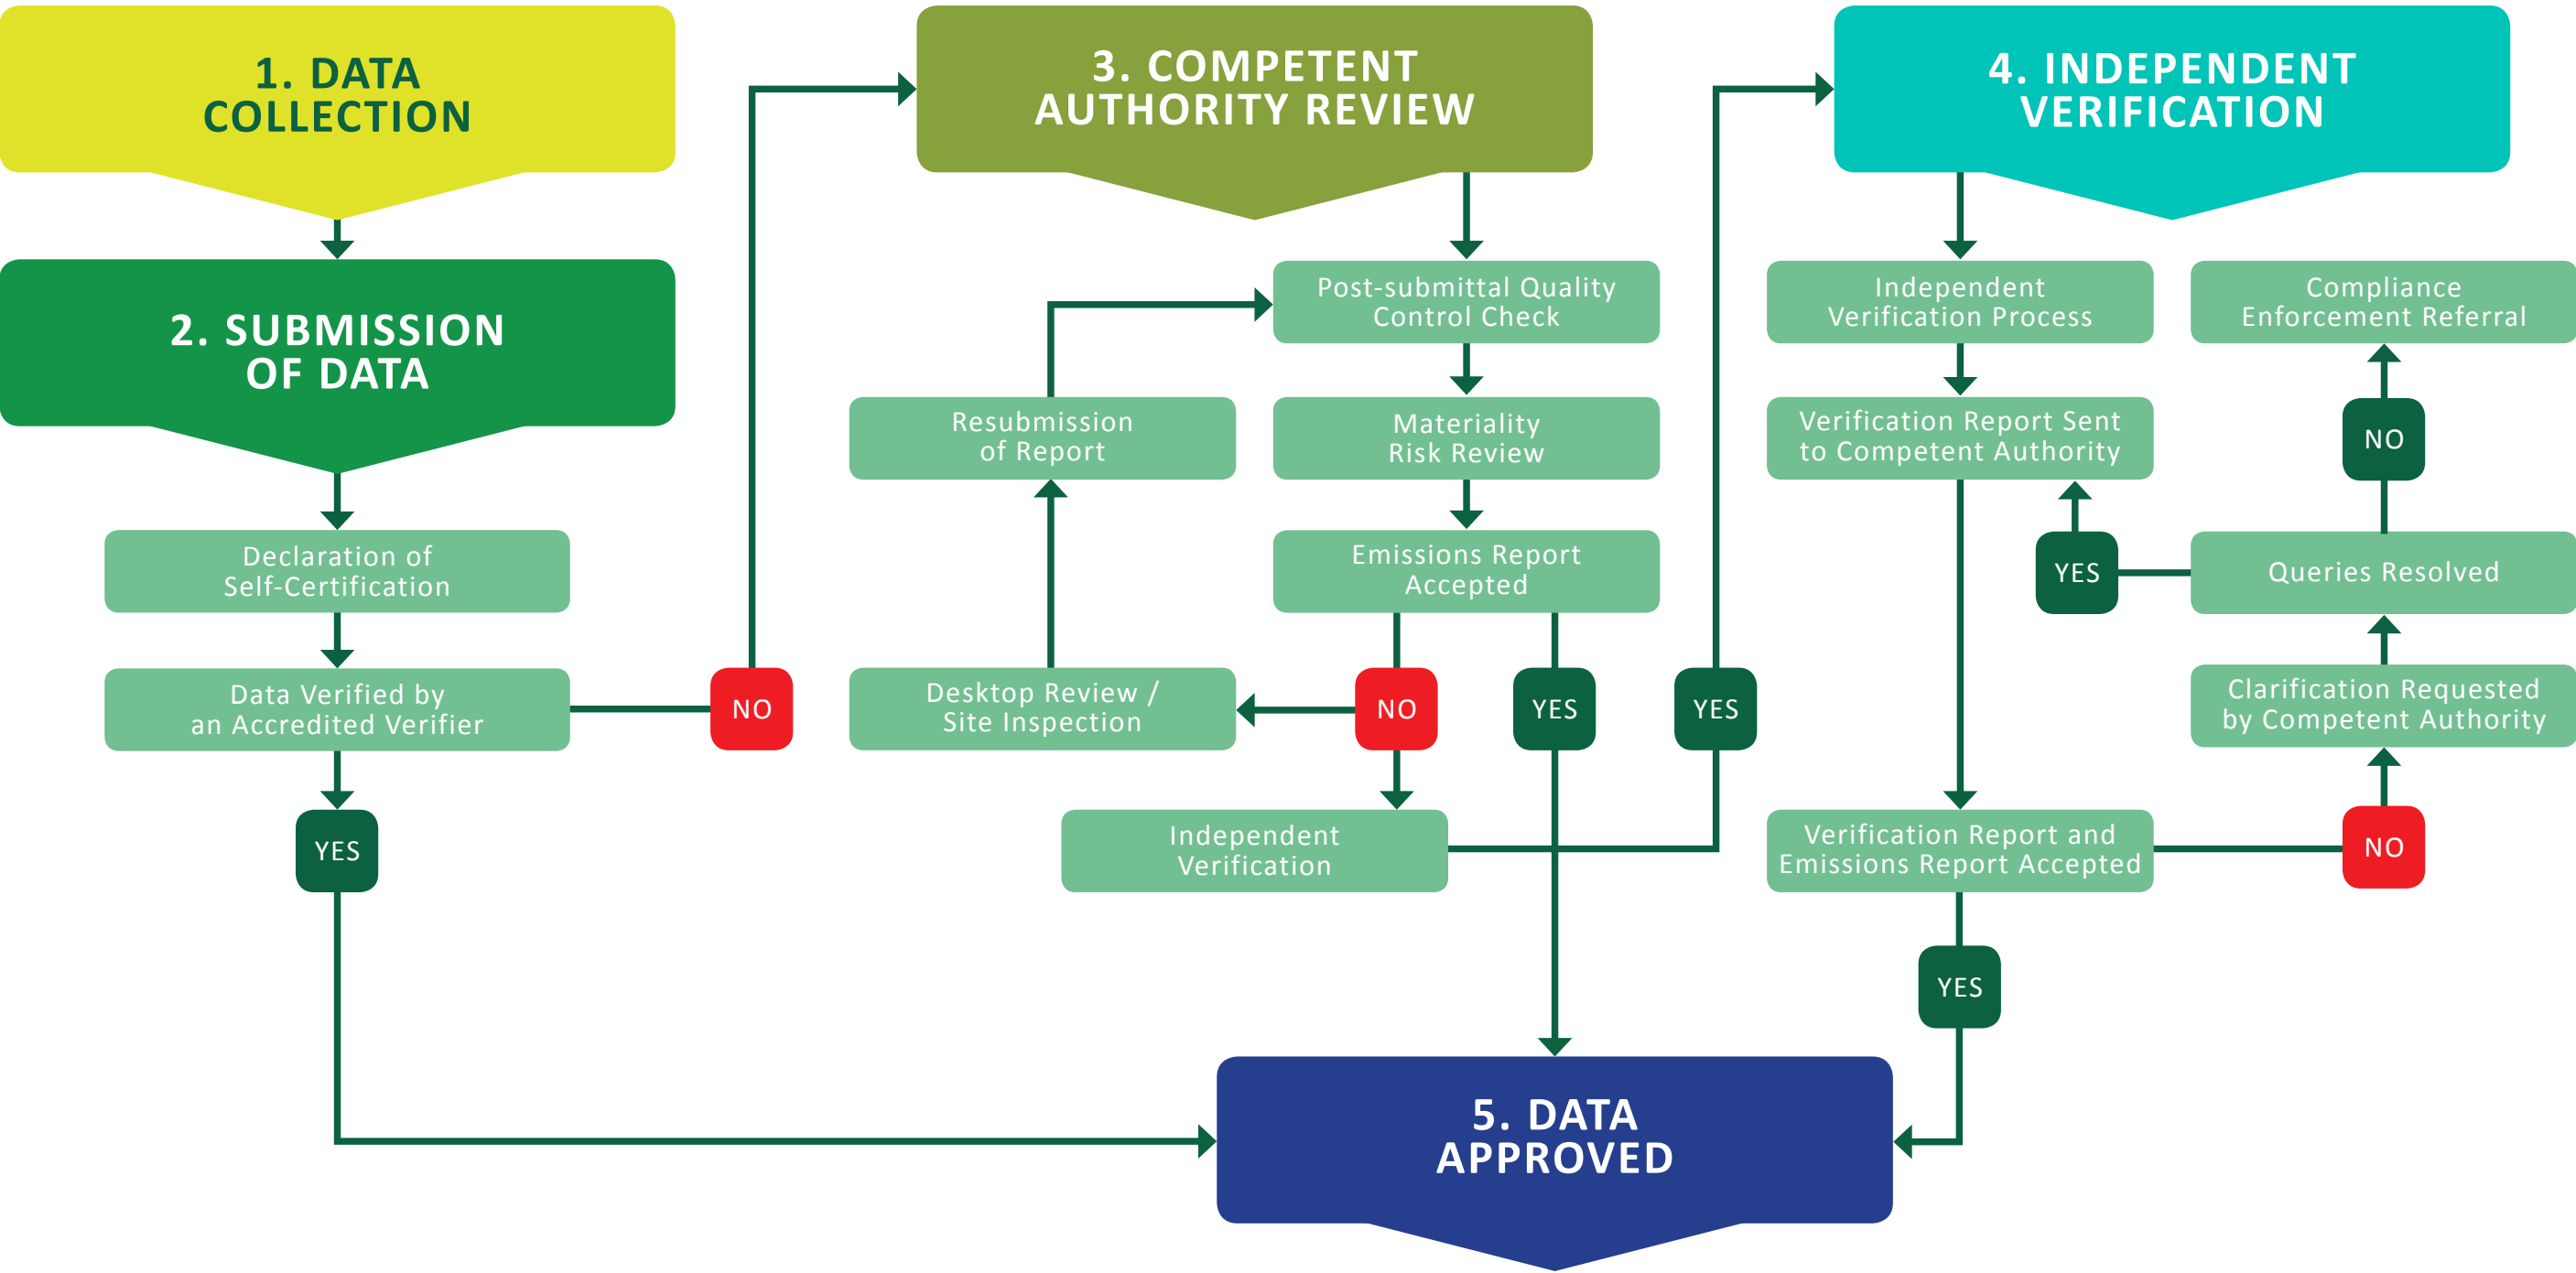 1. DATA
COLLECTION
2. SUBMISSION
OF DATA
Declaration of
Self-Certification
Data Verified by
an Accredited Verifier
NO
YES
3. COMPETENT
AUTHORITY REVIEW
Post-submittal Quality
Control Check
Resubmission
of Report
Materiality
Risk Review
Emissions Report
Accepted
Desktop Review /
Site Inspection
NO
YES
Independent
Verification
YES
4. INDEPENDENT
VERIFICATION
Independent
Verification Process
Compliance
Enforcement Referral
Verification Report Sent
to Competent Authority
NO
YES
Queries Resolved
Clarification Requested
by Competent Authority
Verification Report and
Emissions Report Accepted
NO
YES
5. DATA
APPROVED